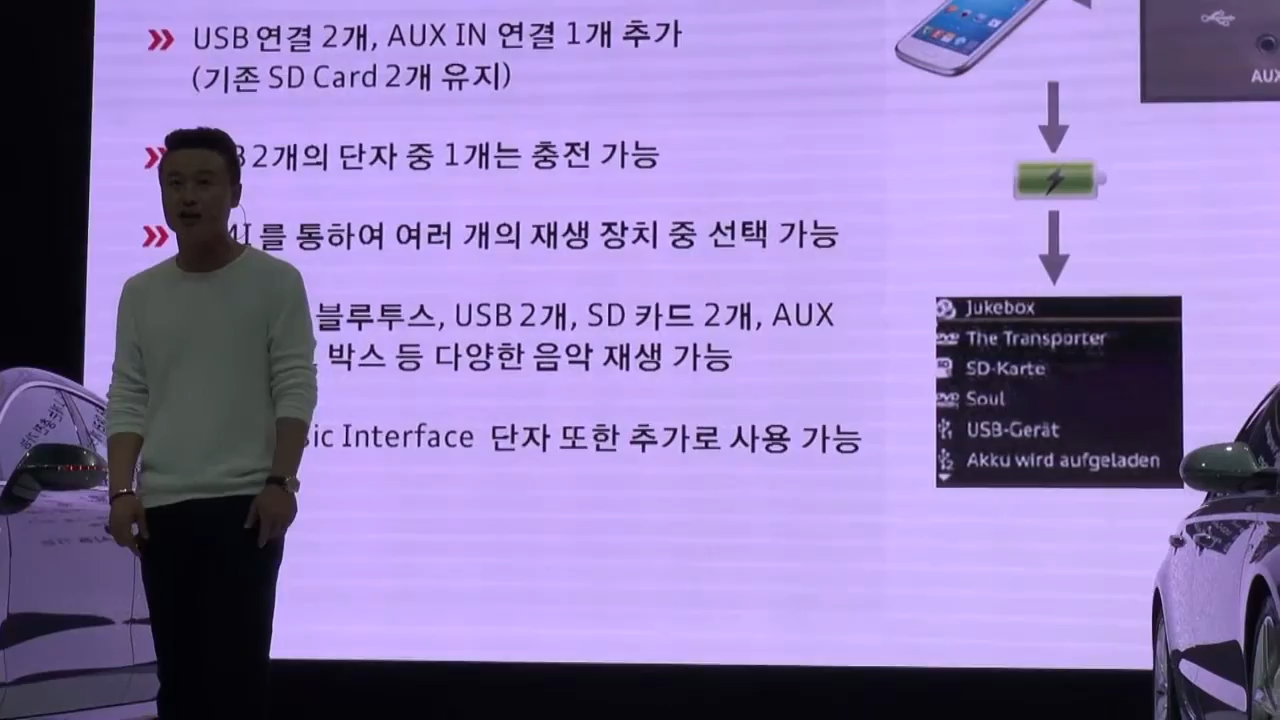 USB 연결 2개, AUX IN 연결 1개 추가
(기존 SD Card 2개 유지)
2개의 단자 중 1개는 충전 가능
를 통하여 여러 개의 재생 장치 중 선택 가능
블루투스, USB 2개, SD 카드 2개, AUX
박스 등 다양한 음악 재생 가능
Interface 단자 또한 추가로 사용 가능
AUX
Jukebox
The Transporter
SD-Karte
Soul
USB-Gerät
Akku wird aufgeladen